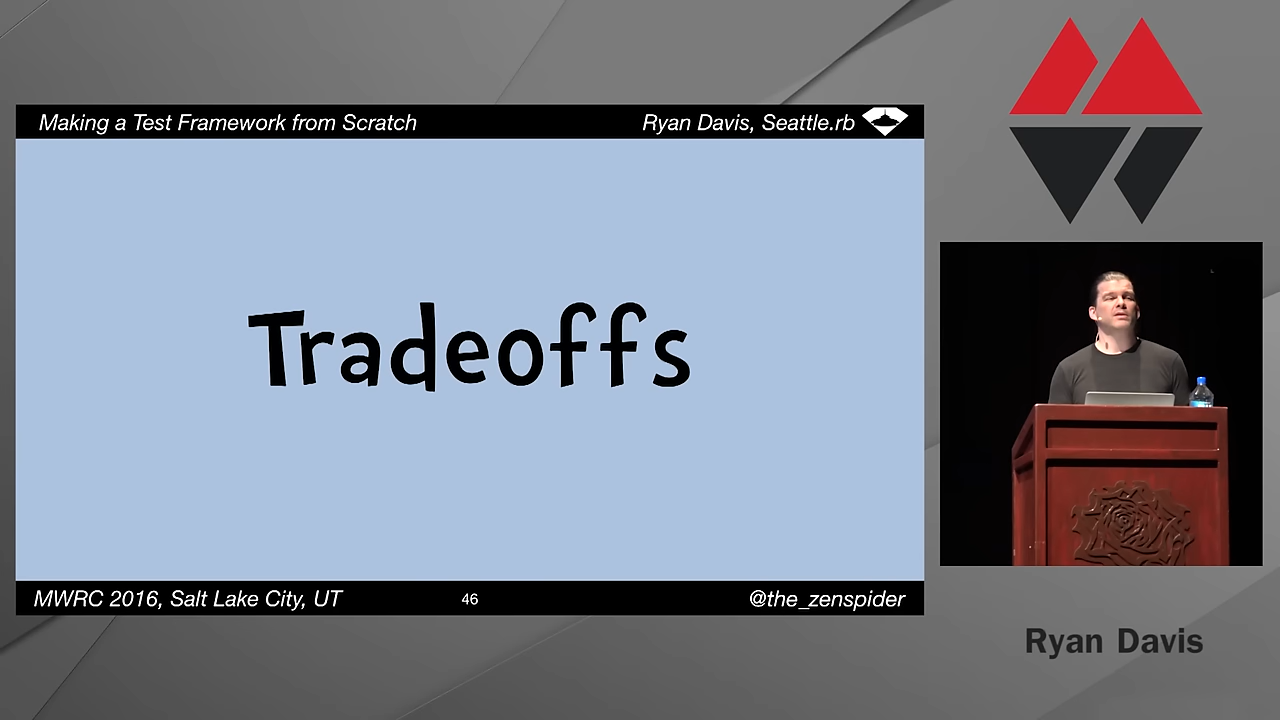 Making a Test Framework from Scratch
Ryan Davis, Seattle.rb
Tradeoffs
MWRC 2016, Salt Lake City, UT
46
@the_zenspider
Ryan Davis